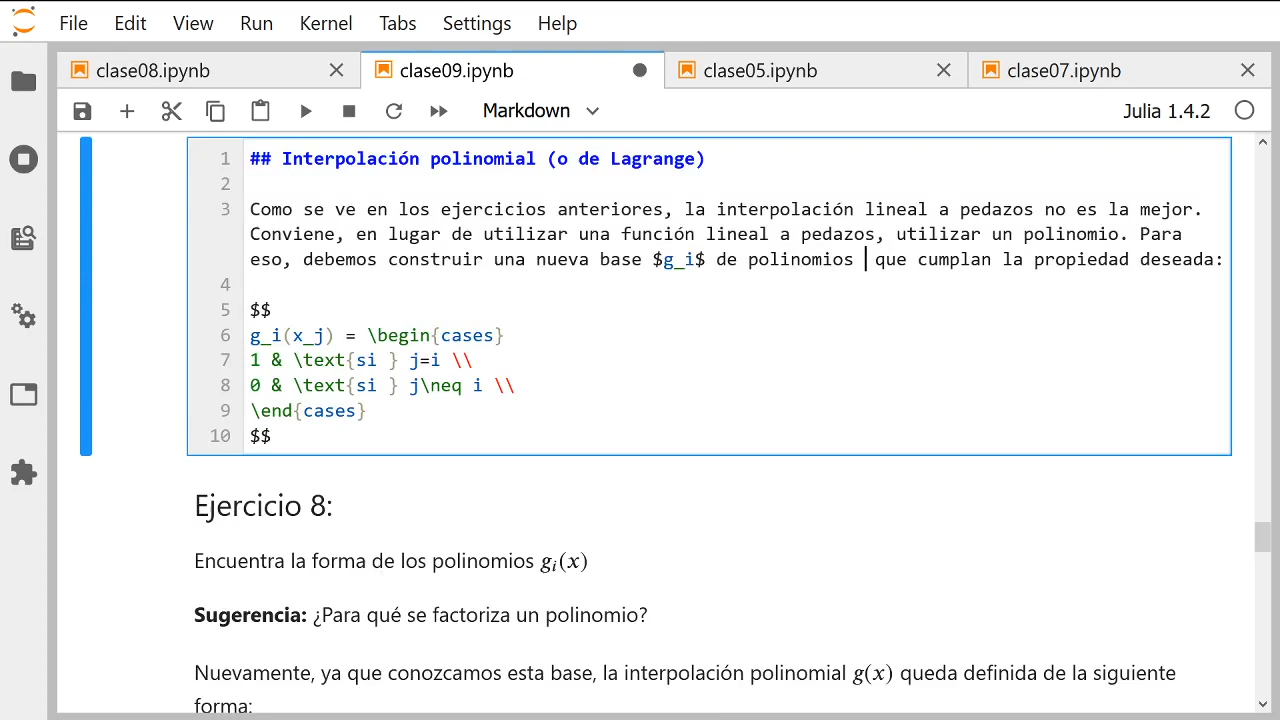 File Edit View Run Kernel Tabs Settings Help
clase08.ipynb clase09.ipynb clase05.ipynb clase07.ipynb
Markdown Julia 1.4.2
1 ## Interpolación polinomial (o de Lagrange)
2
3 Como se ve en los ejercicios anteriores, la interpolación lineal a pedazos no es la mejor.
Conviene, en lugar de utilizar una función lineal a pedazos, utilizar un polinomio. Para
eso, debemos construir una nueva base $g_i$ de polinomios que cumplan la propiedad deseada:
4
5 $$
6 g_i(x_j) = \begin{cases}
7 1 & \text{si } j=i \\
8 0 & \text{si } j\neq i \\
9 \end{cases}
10 $$
Ejercicio 8:
Encuentra la forma de los polinomios gᵢ(x)
Sugerencia: ¿Para qué se factoriza un polinomio?
Nuevamente, ya que conozcamos esta base, la interpolación polinomial g(x) queda definida de la siguiente
forma: